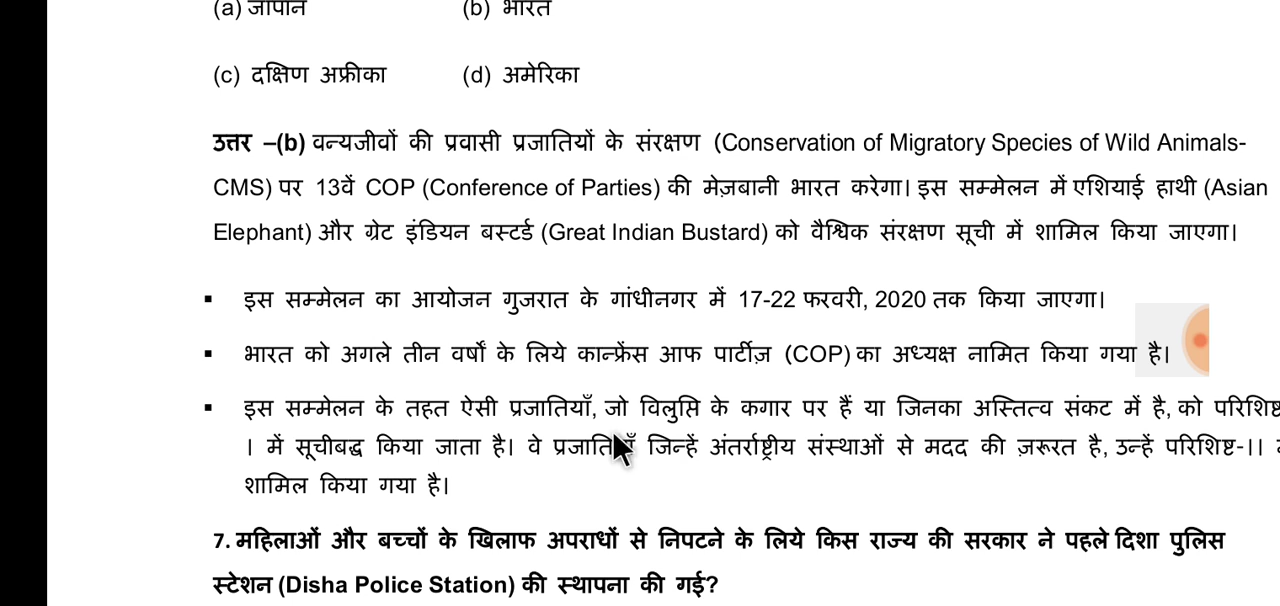 (a) जापान (b) भारत
(c) दक्षिण अफ्रीका (d) अमेरिका
उत्तर –(b) वन्यजीवों की प्रवासी प्रजातियों के संरक्षण (Conservation of Migratory Species of Wild Animals-
CMS) पर 13वें COP (Conference of Parties) की मेज़बानी भारत करेगा। इस सम्मेलन में एशियाई हाथी (Asian
Elephant) और ग्रेट इंडियन बस्टर्ड (Great Indian Bustard) को वैश्विक संरक्षण सूची में शामिल किया जाएगा।
▪ इस सम्मेलन का आयोजन गुजरात के गांधीनगर में 17-22 फरवरी, 2020 तक किया जाएगा।
▪ भारत को अगले तीन वर्षों के लिये कान्फ्रेंस आफ पार्टीज़ (COP) का अध्यक्ष नामित किया गया है।
▪ इस सम्मेलन के तहत ऐसी प्रजातियाँ, जो विलुप्ति के कगार पर हैं या जिनका अस्तित्व संकट में है, को परिशिष्ट
। में सूचीबद्ध किया जाता है। वे प्रजातियाँ जिन्हें अंतर्राष्ट्रीय संस्थाओं से मदद की ज़रूरत है, उन्हें परिशिष्ट-।।
शामिल किया गया है।
7. महिलाओं और बच्चों के खिलाफ अपराधों से निपटने के लिये किस राज्य की सरकार ने पहले दिशा पुलिस
स्टेशन (Disha Police Station) की स्थापना की गई?